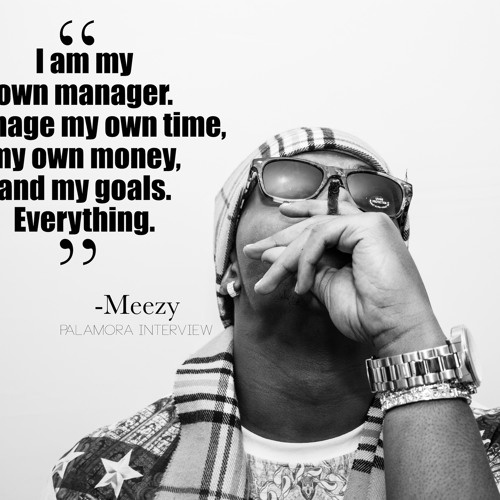 “
I am my
own manager.
nage my own time,
my own money,
and my goals.
Everything.
”
-Meezy
PALAMORA INTERVIEW